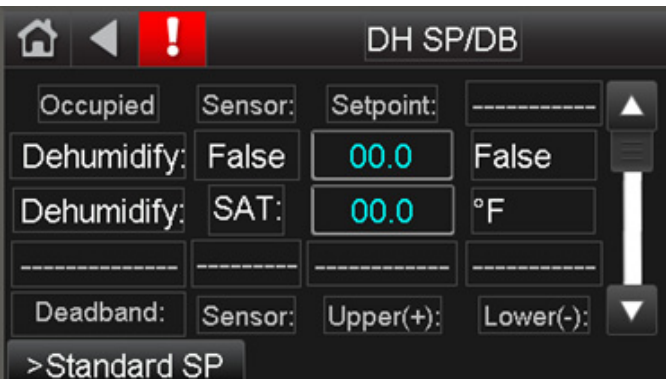 ! DH SP/DB
Occupied Sensor: Setpoint: -----------
Dehumidify: False 00.0 False
Dehumidify: SAT: 00.0 °F
-------------- --------- ------------ -----------
Deadband: Sensor: Upper(+): Lower(-):
>Standard SP